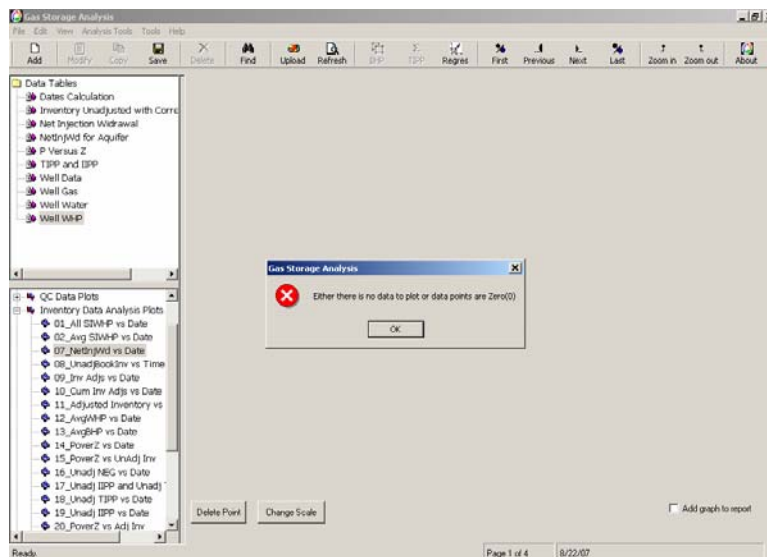 Gas Storage Analysis
File Edit View Analysis Tools Tools Help
Add Modify Copy Save Delete Find Upload Refresh BHP TIPP Regres First Previous Next Last Zoom in Zoom out About
Data Tables
Dates Calculation
Inventory Unadjusted with Corre
Net Injection Widrawal
NetInjWd for Aquifer
P Versus Z
TIPP and IIPP
Well Data
Well Gas
Well Water
Well WHP
Gas Storage Analysis
Either there is no data to plot or data points are Zero(0)
OK
QC Data Plots
Inventory Data Analysis Plots
01_All SIWHP vs Date
02_Avg SIWHP vs Date
07_NetInjWd vs Date
08_UnadjBookInv vs Time
09_Inv Adjs vs Date
10_Cum Inv Adjs vs Date
11_Adjusted Inventory vs
12_AvgWHP vs Date
13_AvgBHP vs Date
14_PoverZ vs Date
15_PoverZ vs UnAdj Inv
16_Unadj NEG vs Date
17_Unadj IIPP and Unadj
18_Unadj TIPP vs Date
19_Unadj IIPP vs Date
20_PoverZ vs Adj Inv
Delete Point Change Scale Add graph to report
Ready. Page 1 of 4 8/22/07